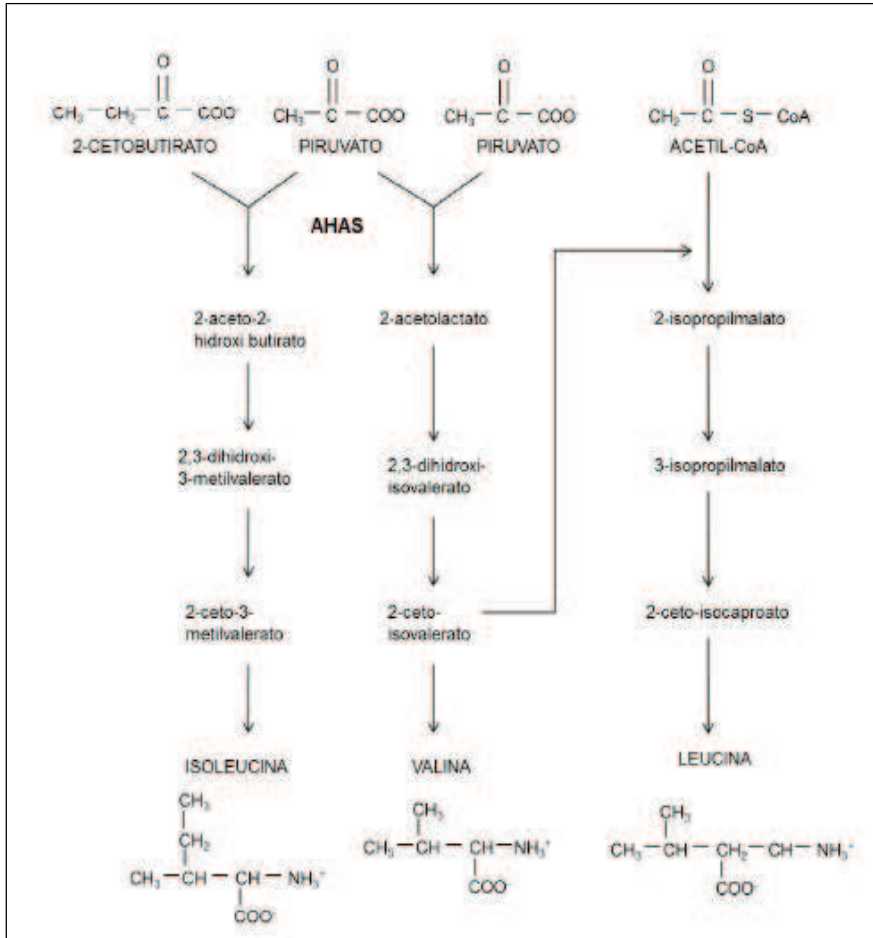 O O O O
CH₃ — CH₂ — C — COO⁻ CH₃ — C — COO⁻ CH₃ — C — COO⁻ CH₂ — C — S — CoA
2-CETOBUTIRATO PIRUVATO PIRUVATO ACETIL-CoA
AHAS
2-aceto-2-
hidroxi butirato
2-acetolactato
2-isopropilmalato
2,3-dihidroxi-
3-metilvalerato
2,3-dihidroxi-
isovalerato
3-isopropilmalato
2-ceto-3-
metilvalerato
2-ceto-
isovalerato
2-ceto-isocaproato
ISOLEUCINA VALINA LEUCINA
CH₃
CH₂
CH₃ — CH — CH — NH₃⁺
COO⁻
CH₃
CH₃ — CH — CH — NH₃⁺
COO⁻
CH₃
CH₃ — CH — CH₂ — CH — NH₃⁺
COO⁻